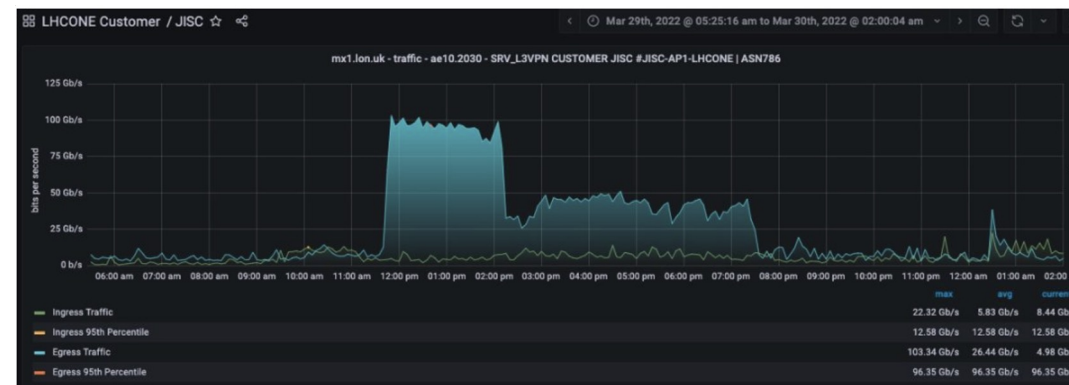 LHCONE Customer / JISC
Mar 29th, 2022 @ 05:25:16 am to Mar 30th, 2022 @ 02:00:04 am
mx1.lon.uk - traffic - ae10.2030 - SRV_L3VPN CUSTOMER JISC #JISC-AP1-LHCONE | ASN786
125 Gb/s
100 Gb/s
75 Gb/s
50 Gb/s
25 Gb/s
0 b/s
bits per second
06:00 am 07:00 am 08:00 am 09:00 am 10:00 am 11:00 am 12:00 pm 01:00 pm 02:00 pm 03:00 pm 04:00 pm 05:00 pm 06:00 pm 07:00 pm 08:00 pm 09:00 pm 10:00 pm 11:00 pm 12:00 am 01:00 am 02:00
max avg curren
Ingress Traffic 22.32 Gb/s 5.83 Gb/s 8.44 Gb
Ingress 95th Percentile 12.58 Gb/s 12.58 Gb/s 12.58 Gb
Egress Traffic 103.34 Gb/s 26.44 Gb/s 4.98 Gb
Egress 95th Percentile 96.35 Gb/s 96.35 Gb/s 96.35 Gb